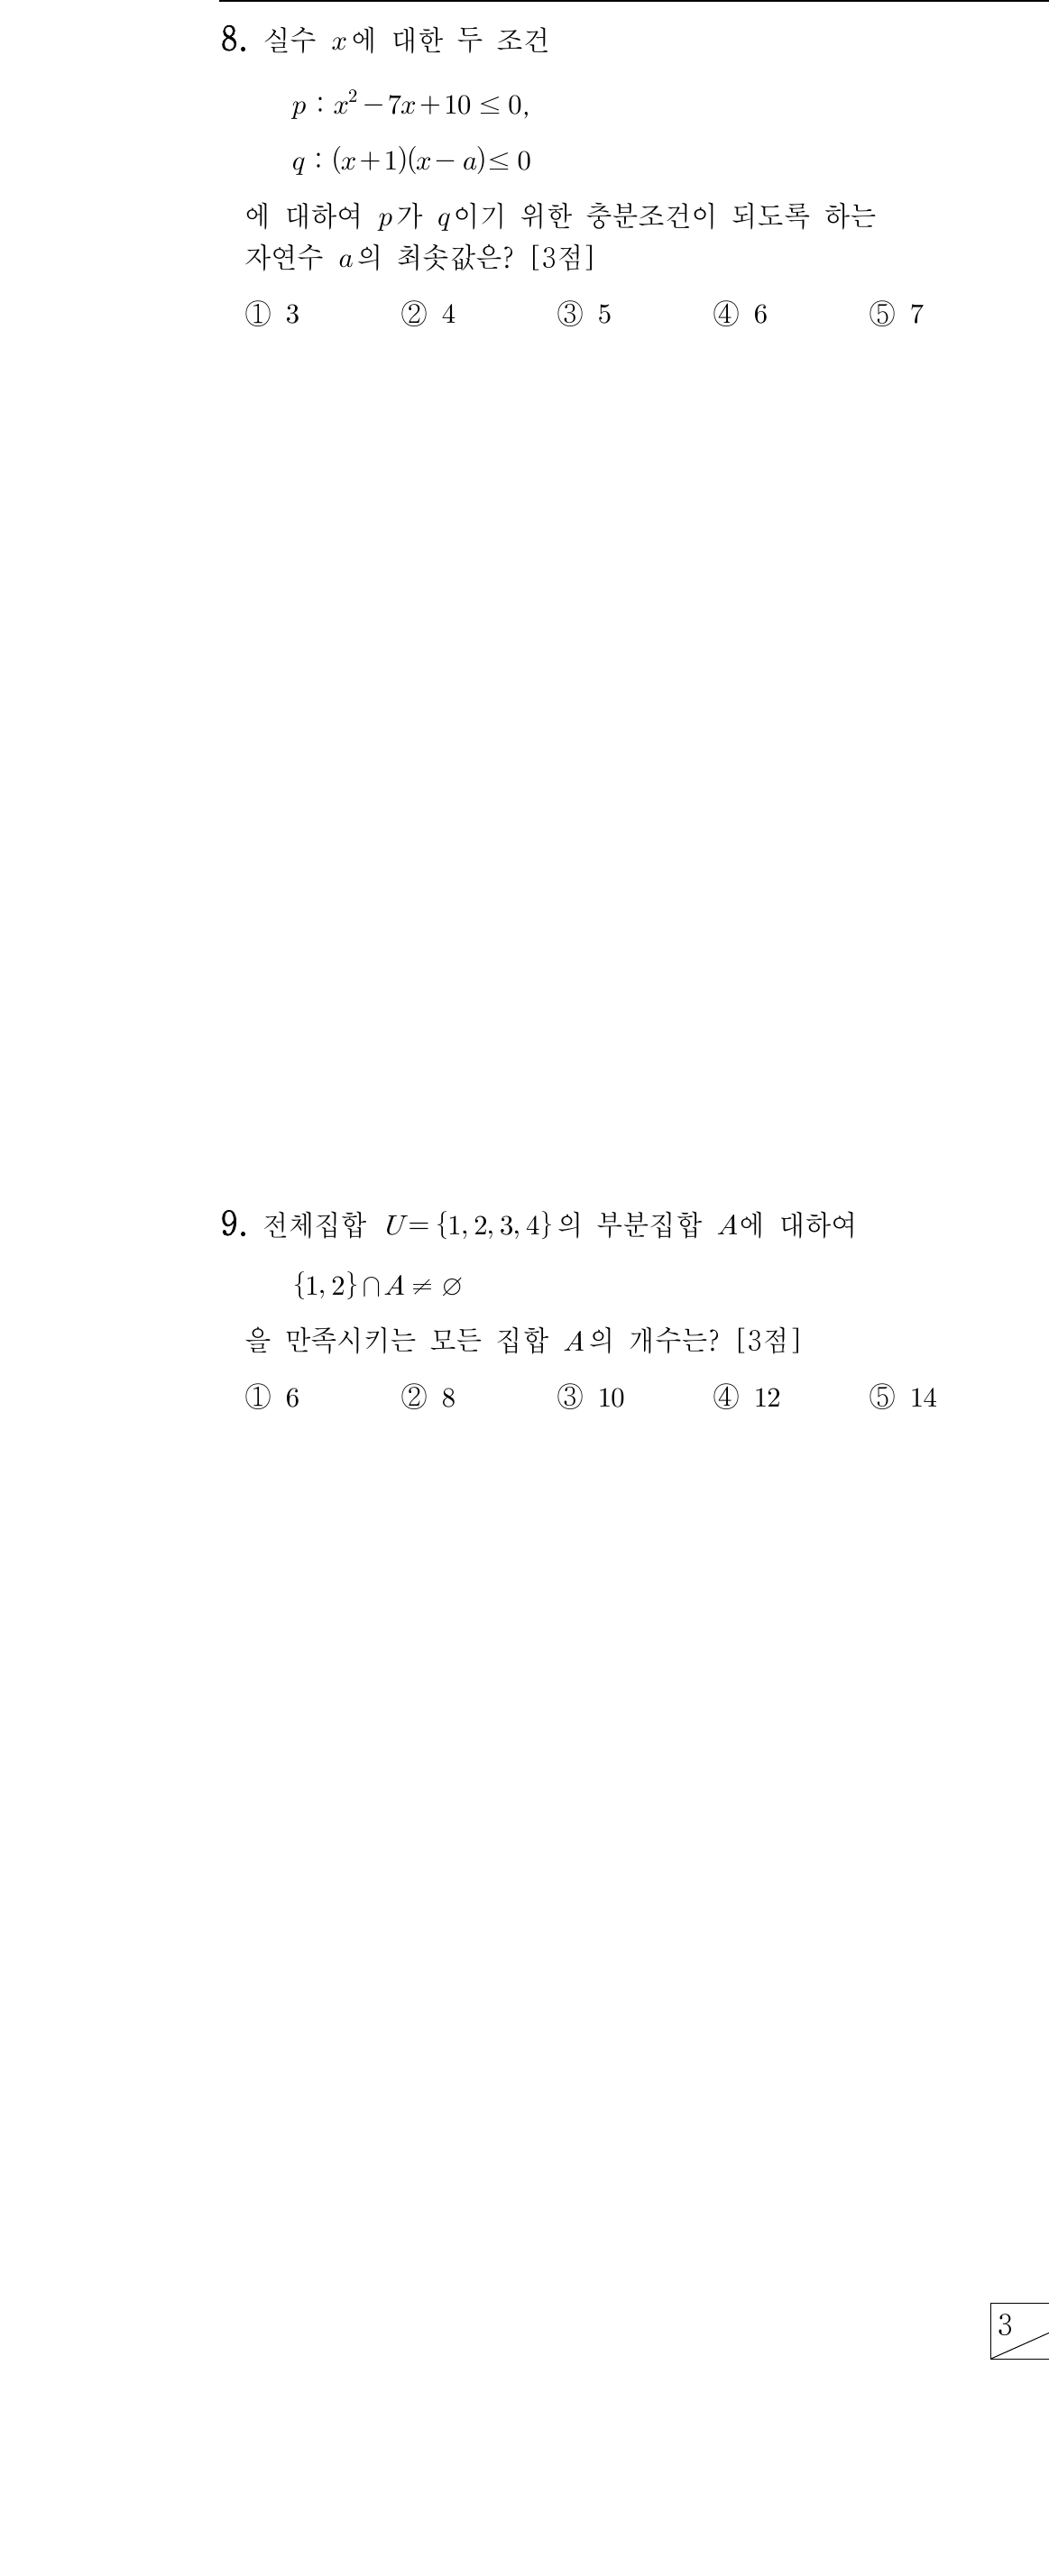 8. 실수 x에 대한 두 조건
p : x² − 7x + 10 ≤ 0,
q : (x+1)(x−a) ≤ 0
에 대하여 p가 q이기 위한 충분조건이 되도록 하는
자연수 a의 최솟값은? [3점]
① 3 ② 4 ③ 5 ④ 6 ⑤ 7
9. 전체집합 U = {1, 2, 3, 4}의 부분집합 A에 대하여
{1, 2} ∩ A ≠ ∅
을 만족시키는 모든 집합 A의 개수는? [3점]
① 6 ② 8 ③ 10 ④ 12 ⑤ 14
3